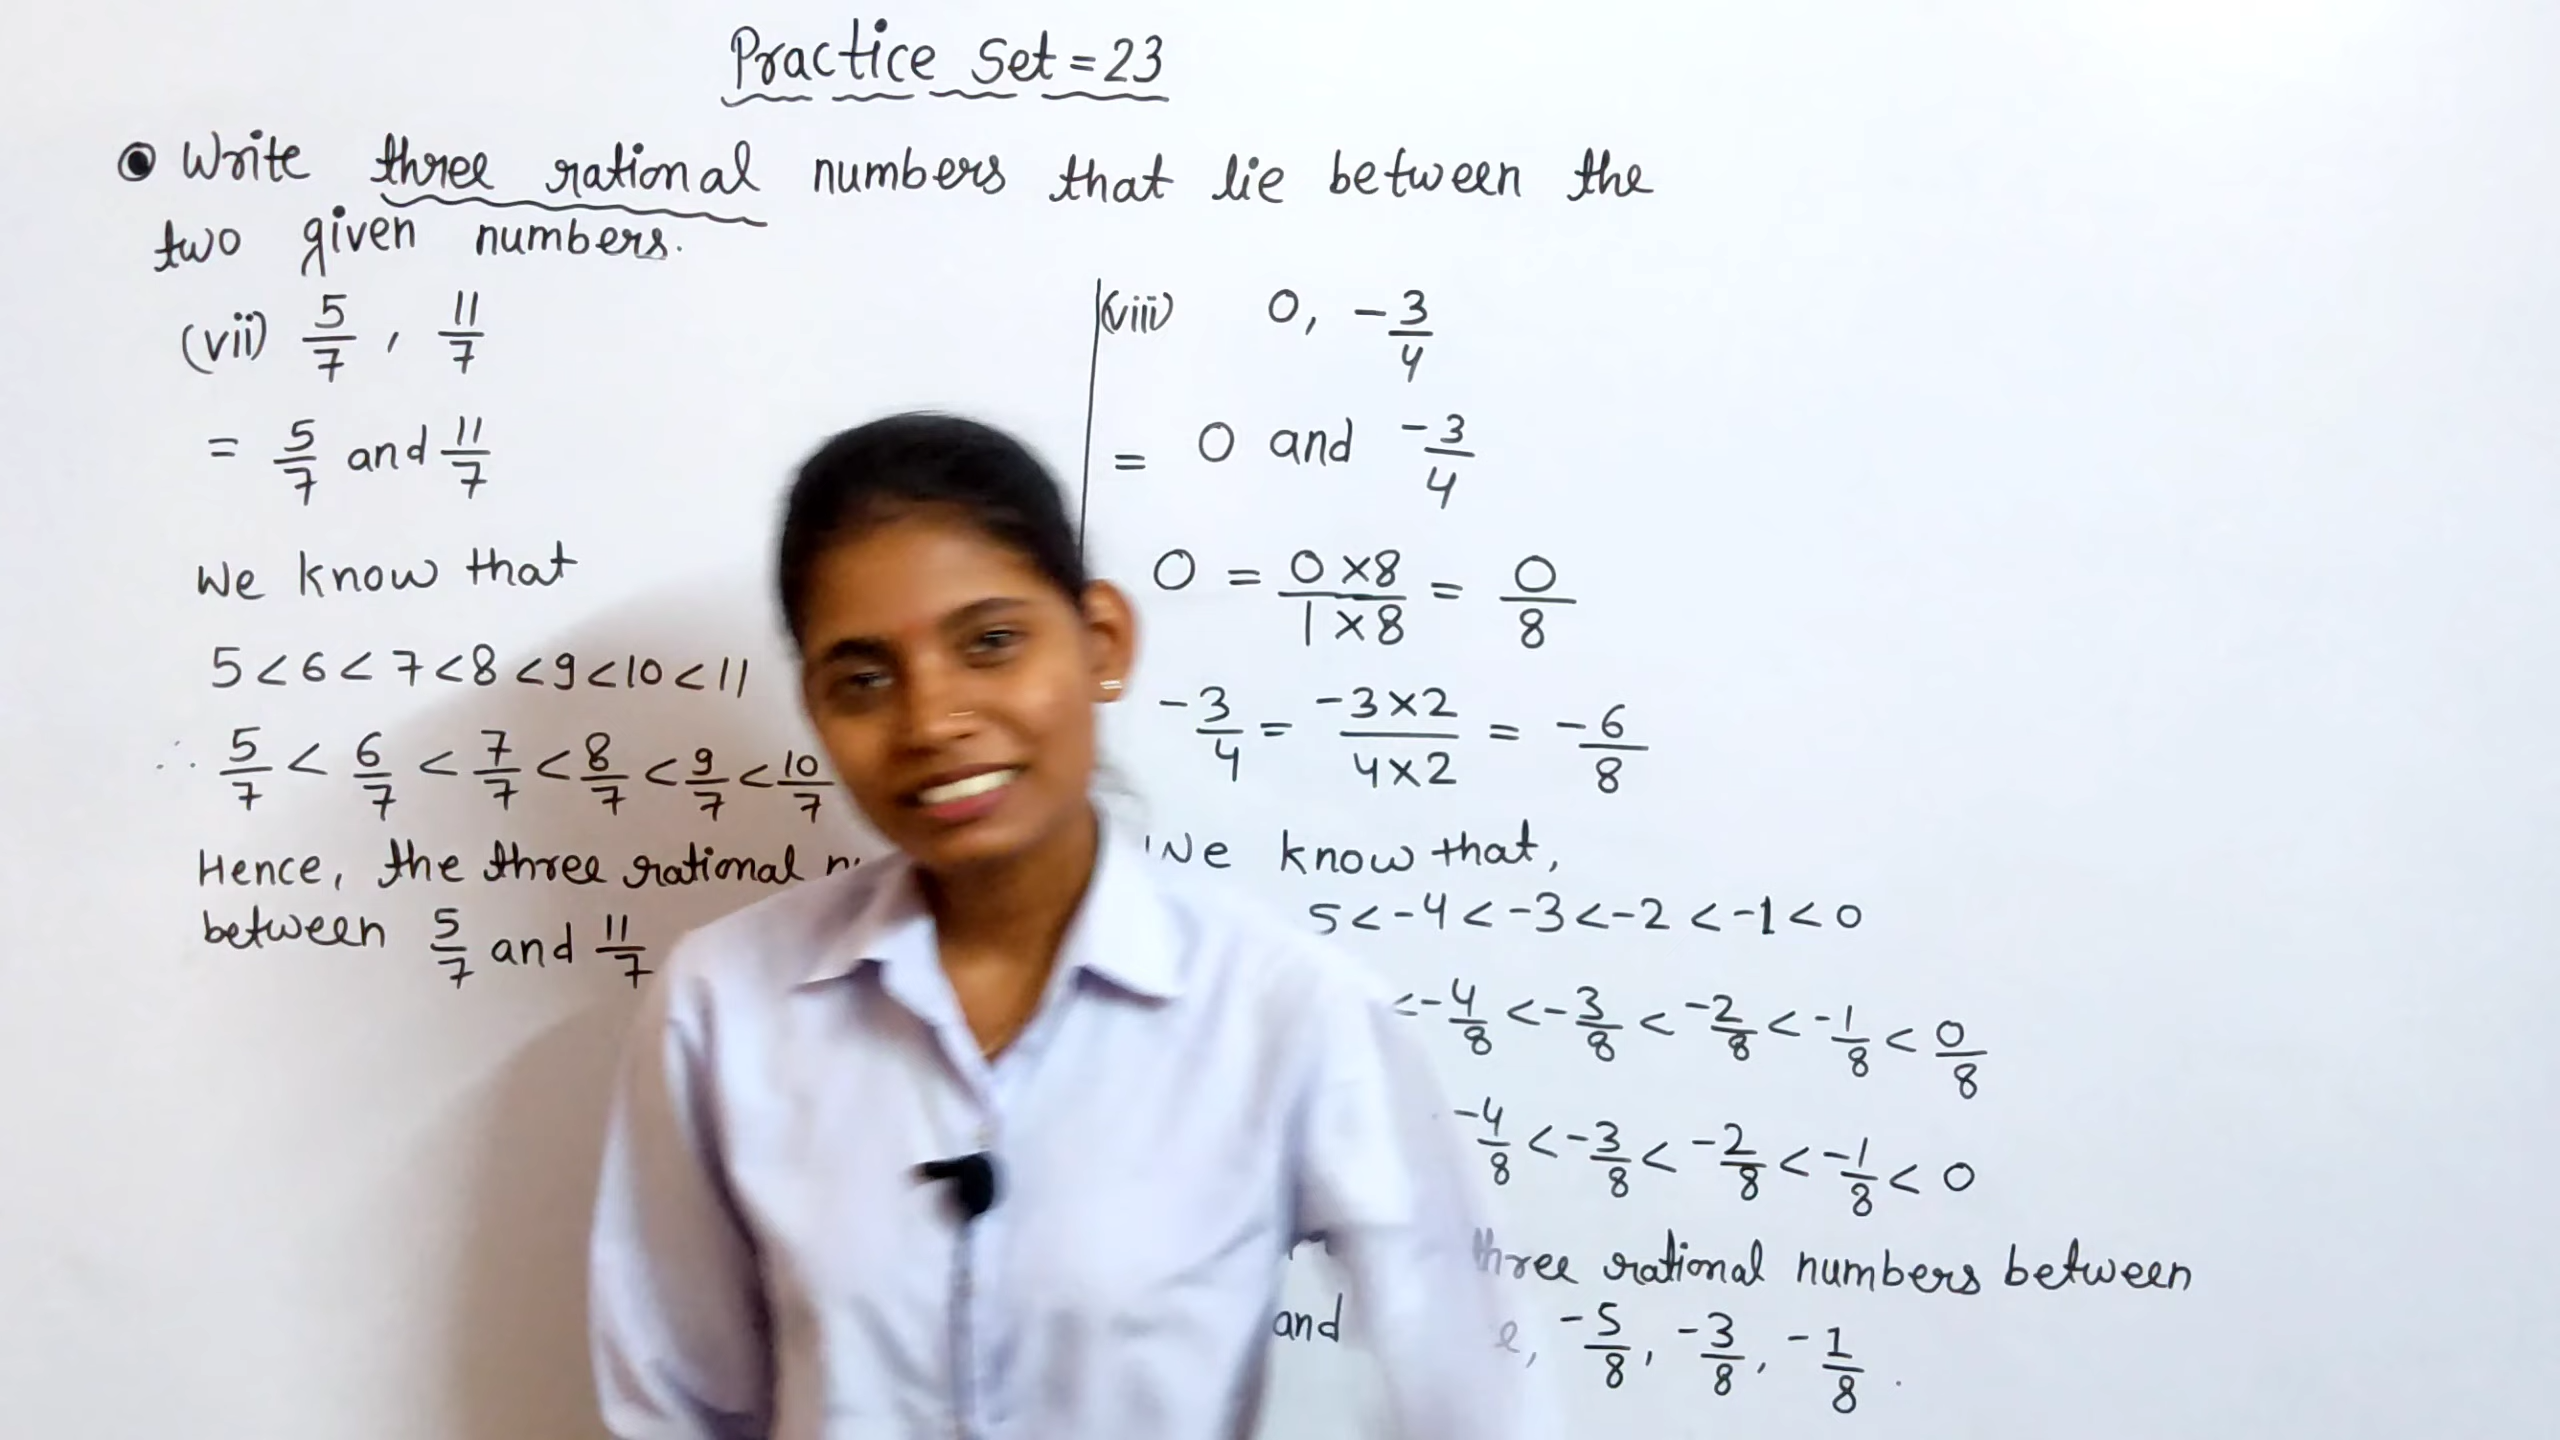 Practice Set = 23
Write three rational numbers that lie between the
two given numbers.
(vii) 5/7 , 11/7
= 5/7 and 11/7
We know that
5 < 6 < 7 < 8 < 9 < 10 < 11
∴ 5/7 < 6/7 < 7/7 < 8/7 < 9/7 < 10/7
Hence, the three rational
between 5/7 and 11/7
(viii) 0, -3/4
= 0 and -3/4
0 = 0×8/1×8 = 0/8
-3/4 = -3×2/4×2 = -6/8
We know that,
5 < -4 < -3 < -2 < -1 < 0
< -4/8 < -3/8 < -2/8 < -1/8 < 0/8
-4/8 < -3/8 < -2/8 < -1/8 < 0
three rational numbers between
and -5/8, -3/8, -1/8.